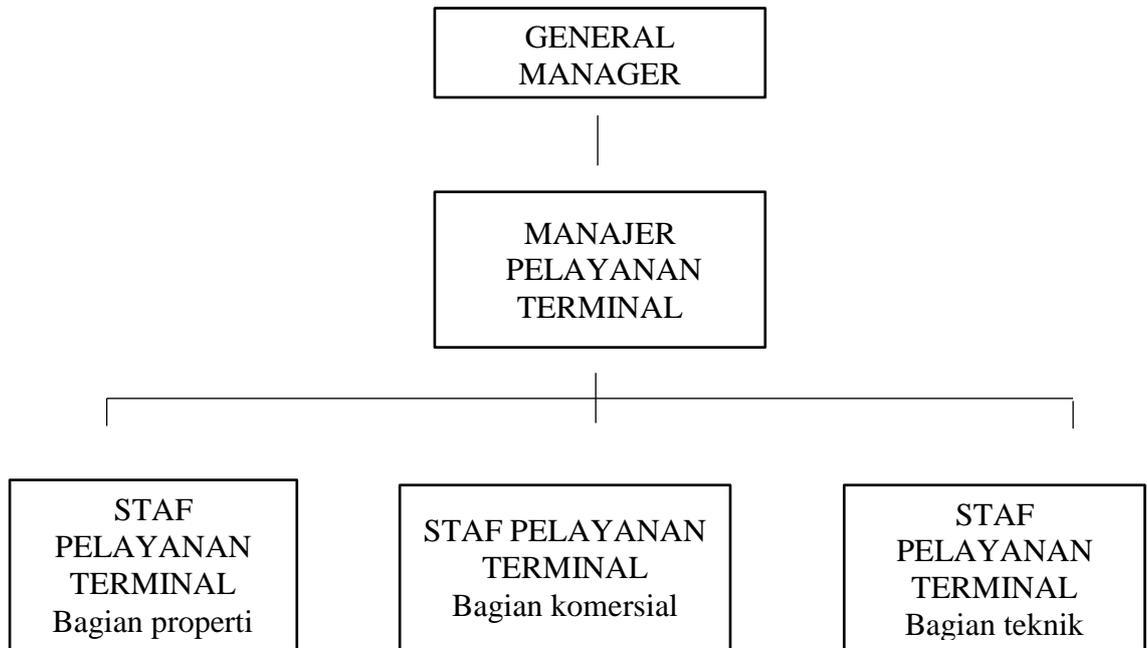 GENERAL
MANAGER
MANAJER
PELAYANAN
TERMINAL
STAF
PELAYANAN
TERMINAL
Bagian properti
STAF PELAYANAN
TERMINAL
Bagian komersial
STAF
PELAYANAN
TERMINAL
Bagian teknik